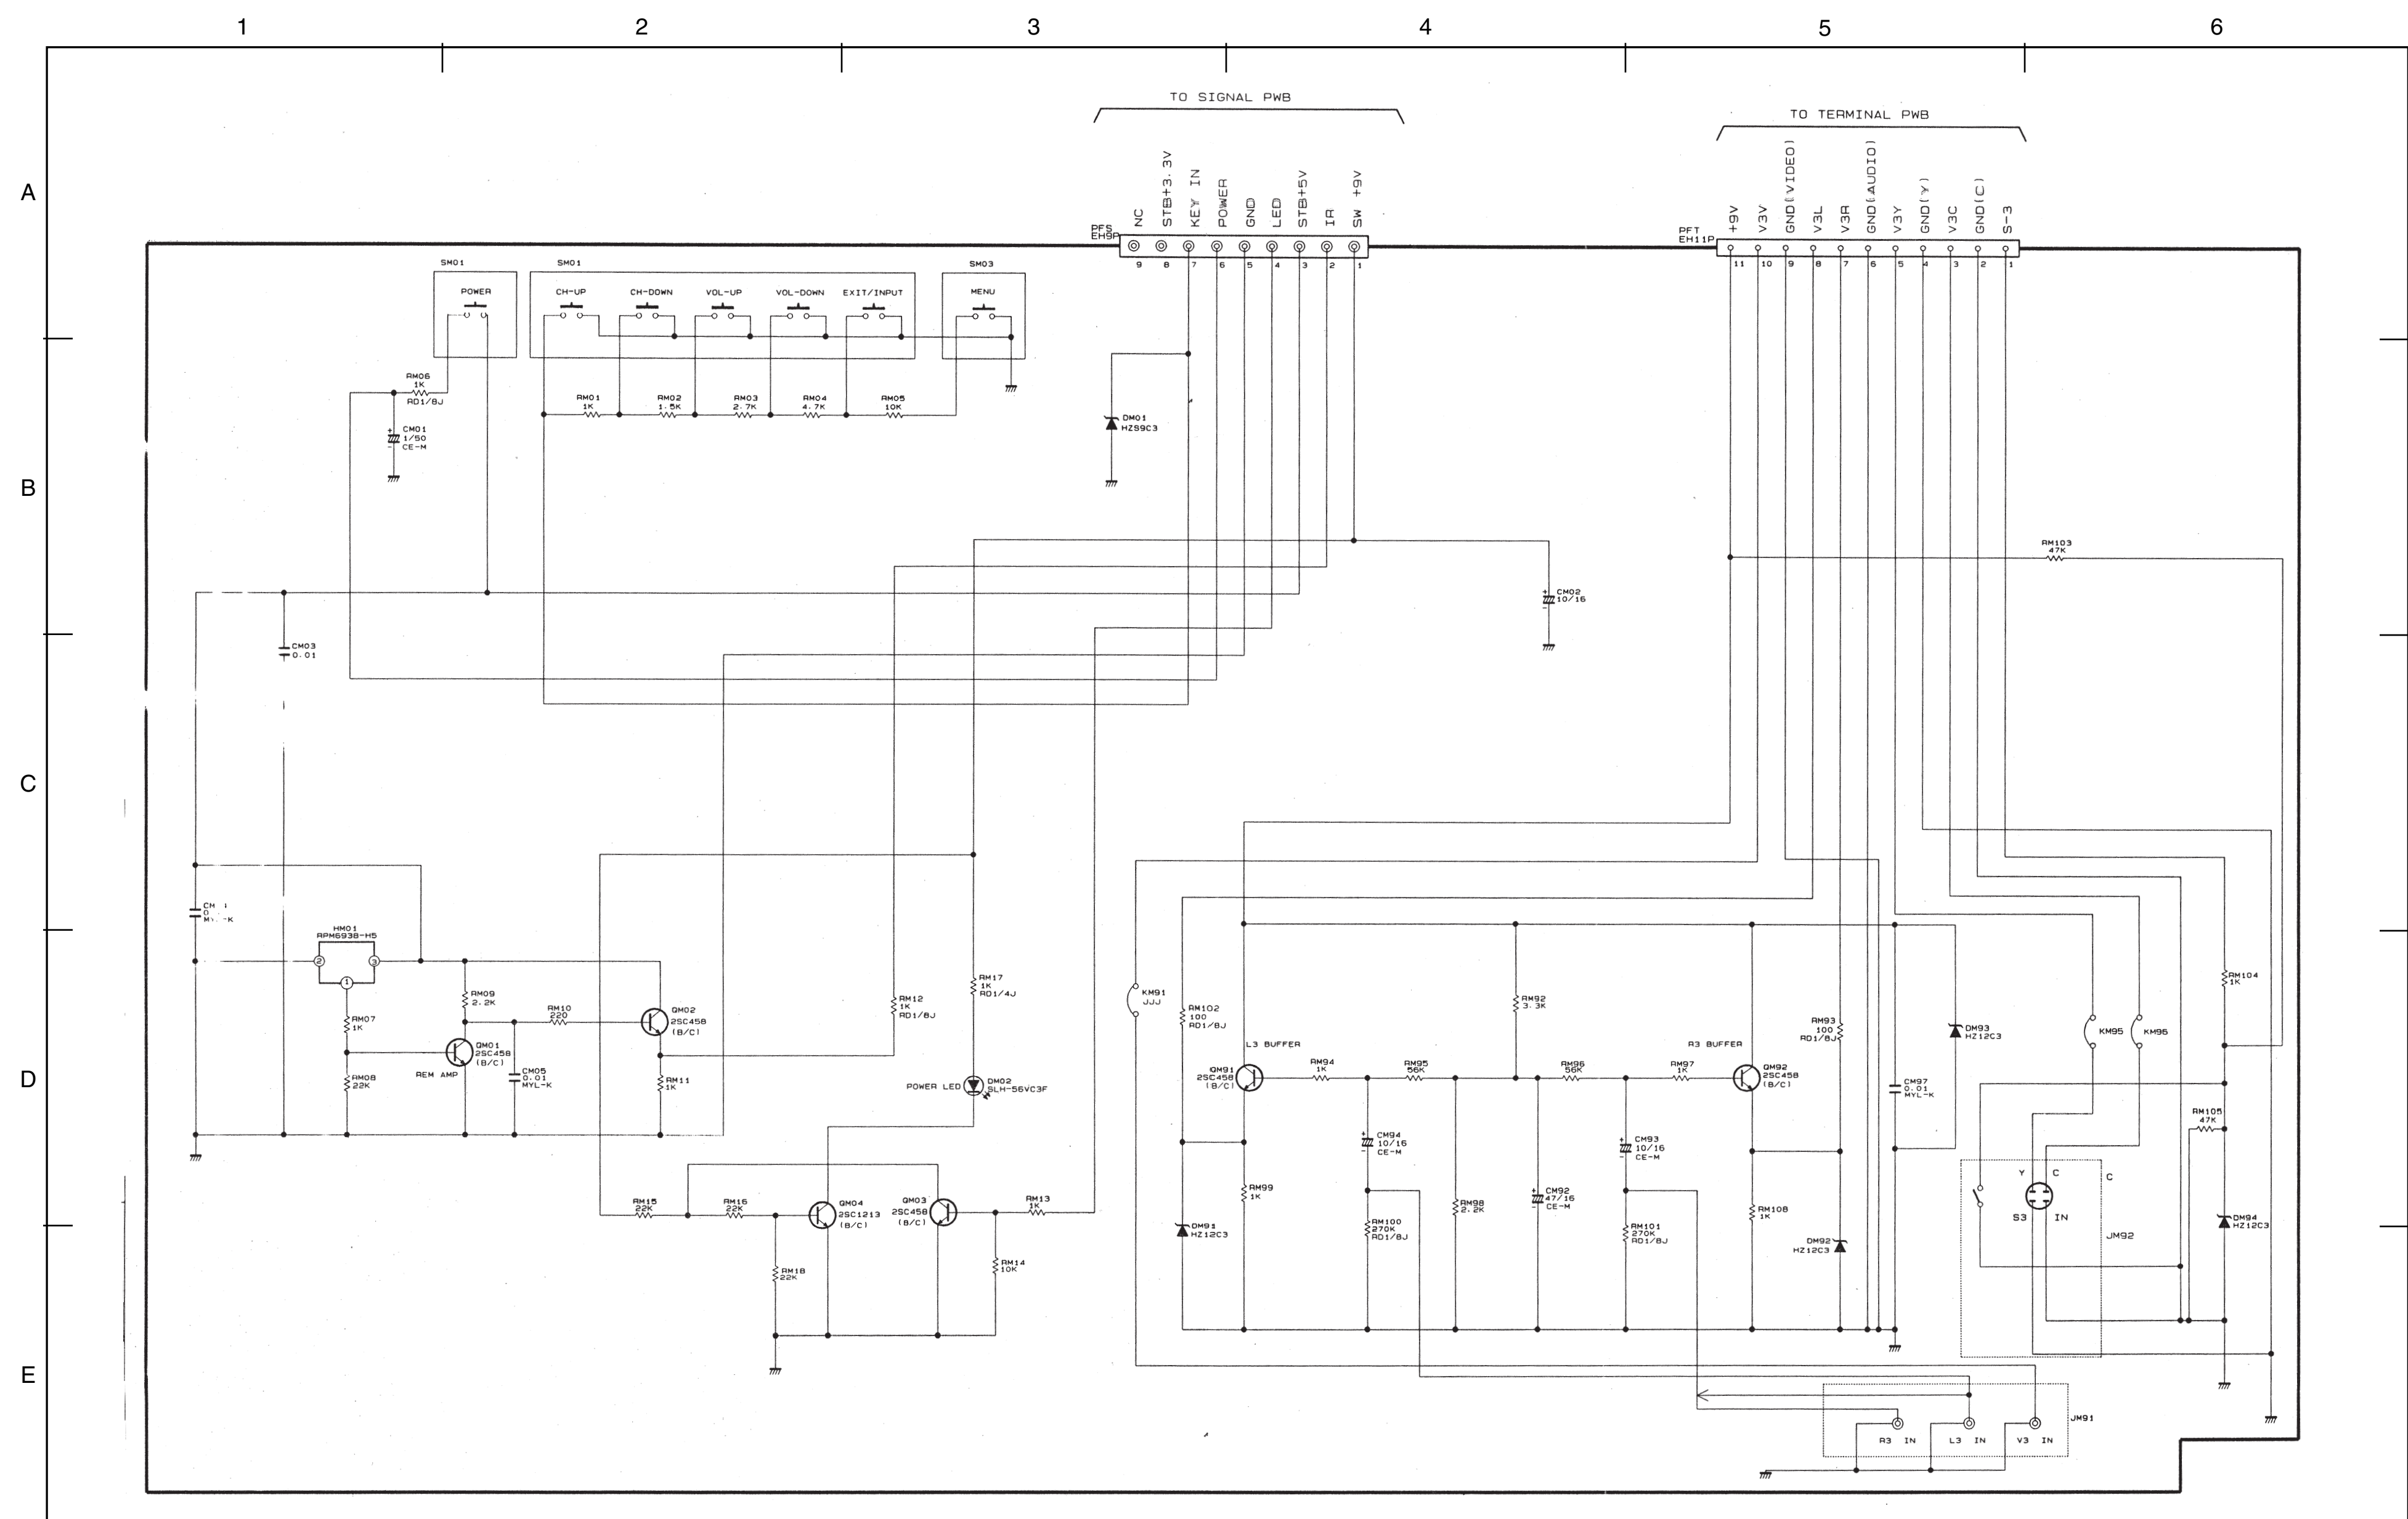 1 2 3 4 5 6
TO SIGNAL PWB
TO TERMINAL PWB
A
B
C
D
E
PFS
EH9P
NC
STB+3.3V
KEY IN
POWER
GND
LED
STB+5V
IR
SW +9V
9 8 7 6 5 4 3 2 1
PFT
EH11P
+9V
V3V
GND(VIDEO)
V3L
V3R
GND(AUDIO)
V3Y
GND(Y)
V3C
GND(C)
S-3
11 10 9 8 7 6 5 4 3 2 1
SM01
POWER
SM01
CH-UP
CH-DOWN
VOL-UP
VOL-DOWN
EXIT/INPUT
SM03
MENU
RM06
1K
RD1/8J
CM01
1/50
CE-M
RM01
1K
RM02
1.5K
RM03
2.7K
RM04
4.7K
RM05
10K
DM01
HZS9C3
RM103
47K
CM02
10/16
CM03
0.01
HM01
RPM6938-H5
2
3
1
RM07
1K
RM08
22K
RM09
2.2K
QM01
2SC458
(B/C)
REM AMP
CM05
0.01
MYL-K
RM10
220
QM02
2SC458
(B/C)
RM11
1K
RM12
1K
RD1/8J
RM17
1K
RD1/4J
POWER LED
DM02
SLH-56VC3F
RM15
22K
RM16
22K
QM04
2SC1213
(B/C)
QM03
2SC458
(B/C)
RM13
1K
RM18
22K
RM14
10K
KM91
JJJ
RM102
100
RD1/8J
L3 BUFFER
QM91
2SC458
(B/C)
RM94
1K
RM95
56K
RM92
3.3K
RM96
56K
RM97
1K
R3 BUFFER
QM92
2SC458
(B/C)
RM93
100
RD1/8J
DM93
HZ12C3
CM97
0.01
MYL-K
KM95
KM96
RM104
1K
RM105
47K
CM94
10/16
CE-M
CM93
10/16
CE-M
RM99
1K
DM91
HZ12C3
RM100
270K
RD1/8J
RM98
2.2K
CM92
47/16
CE-M
RM101
270K
RD1/8J
RM108
1K
DM92
HZ12C3
Y
C
C
S3
IN
JM92
DM94
HZ12C3
JM91
R3 IN
L3 IN
V3 IN